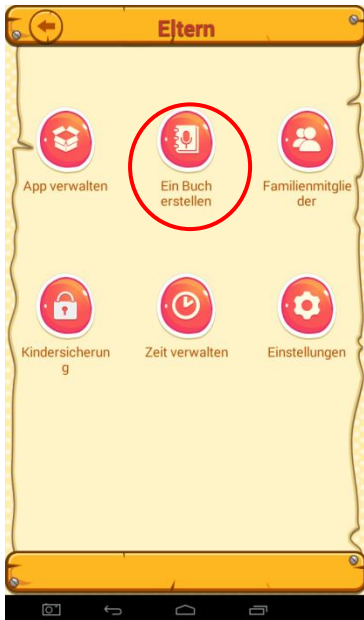 Eltern
App verwalten
Ein Buch
erstellen
Familienmitglie
der
Kindersicherun
g
Zeit verwalten
Einstellungen